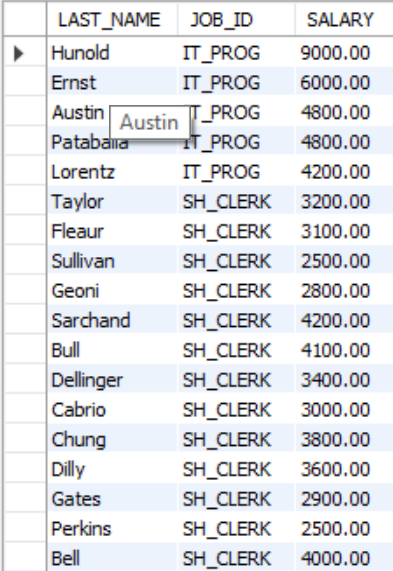 LAST_NAME JOB_ID SALARY
Hunold IT_PROG 9000.00
Ernst IT_PROG 6000.00
Austin IT_PROG 4800.00
Austin
Pataballa IT_PROG 4800.00
Lorentz IT_PROG 4200.00
Taylor SH_CLERK 3200.00
Fleaur SH_CLERK 3100.00
Sullivan SH_CLERK 2500.00
Geoni SH_CLERK 2800.00
Sarchand SH_CLERK 4200.00
Bull SH_CLERK 4100.00
Dellinger SH_CLERK 3400.00
Cabrio SH_CLERK 3000.00
Chung SH_CLERK 3800.00
Dilly SH_CLERK 3600.00
Gates SH_CLERK 2900.00
Perkins SH_CLERK 2500.00
Bell SH_CLERK 4000.00